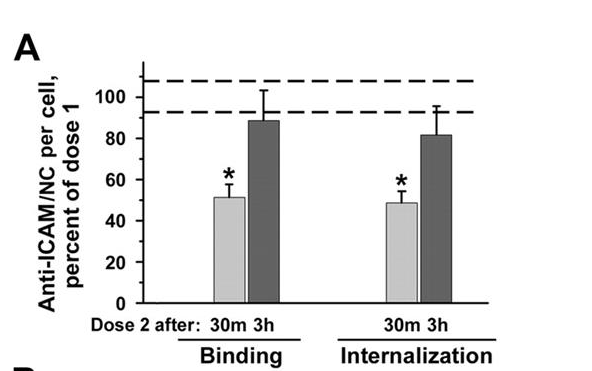 A
Anti-ICAM/NC per cell,
percent of dose 1
100
80
60
40
20
0
*
*
Dose 2 after: 30m 3h 30m 3h
Binding Internalization